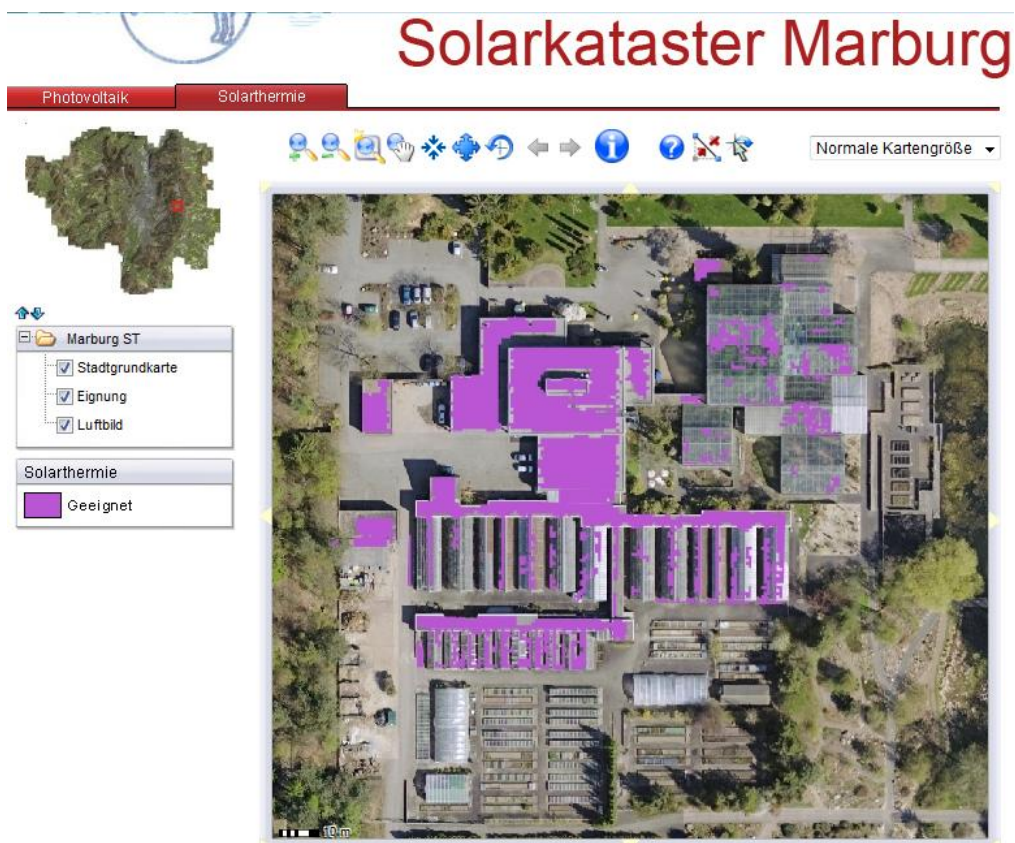 Solarkataster Marburg
Photovoltaik
Solarthermie
Normale Kartengröße
Marburg ST
Stadtgrundkarte
Eignung
Luftbild
Solarthermie
Geeignet
10 m